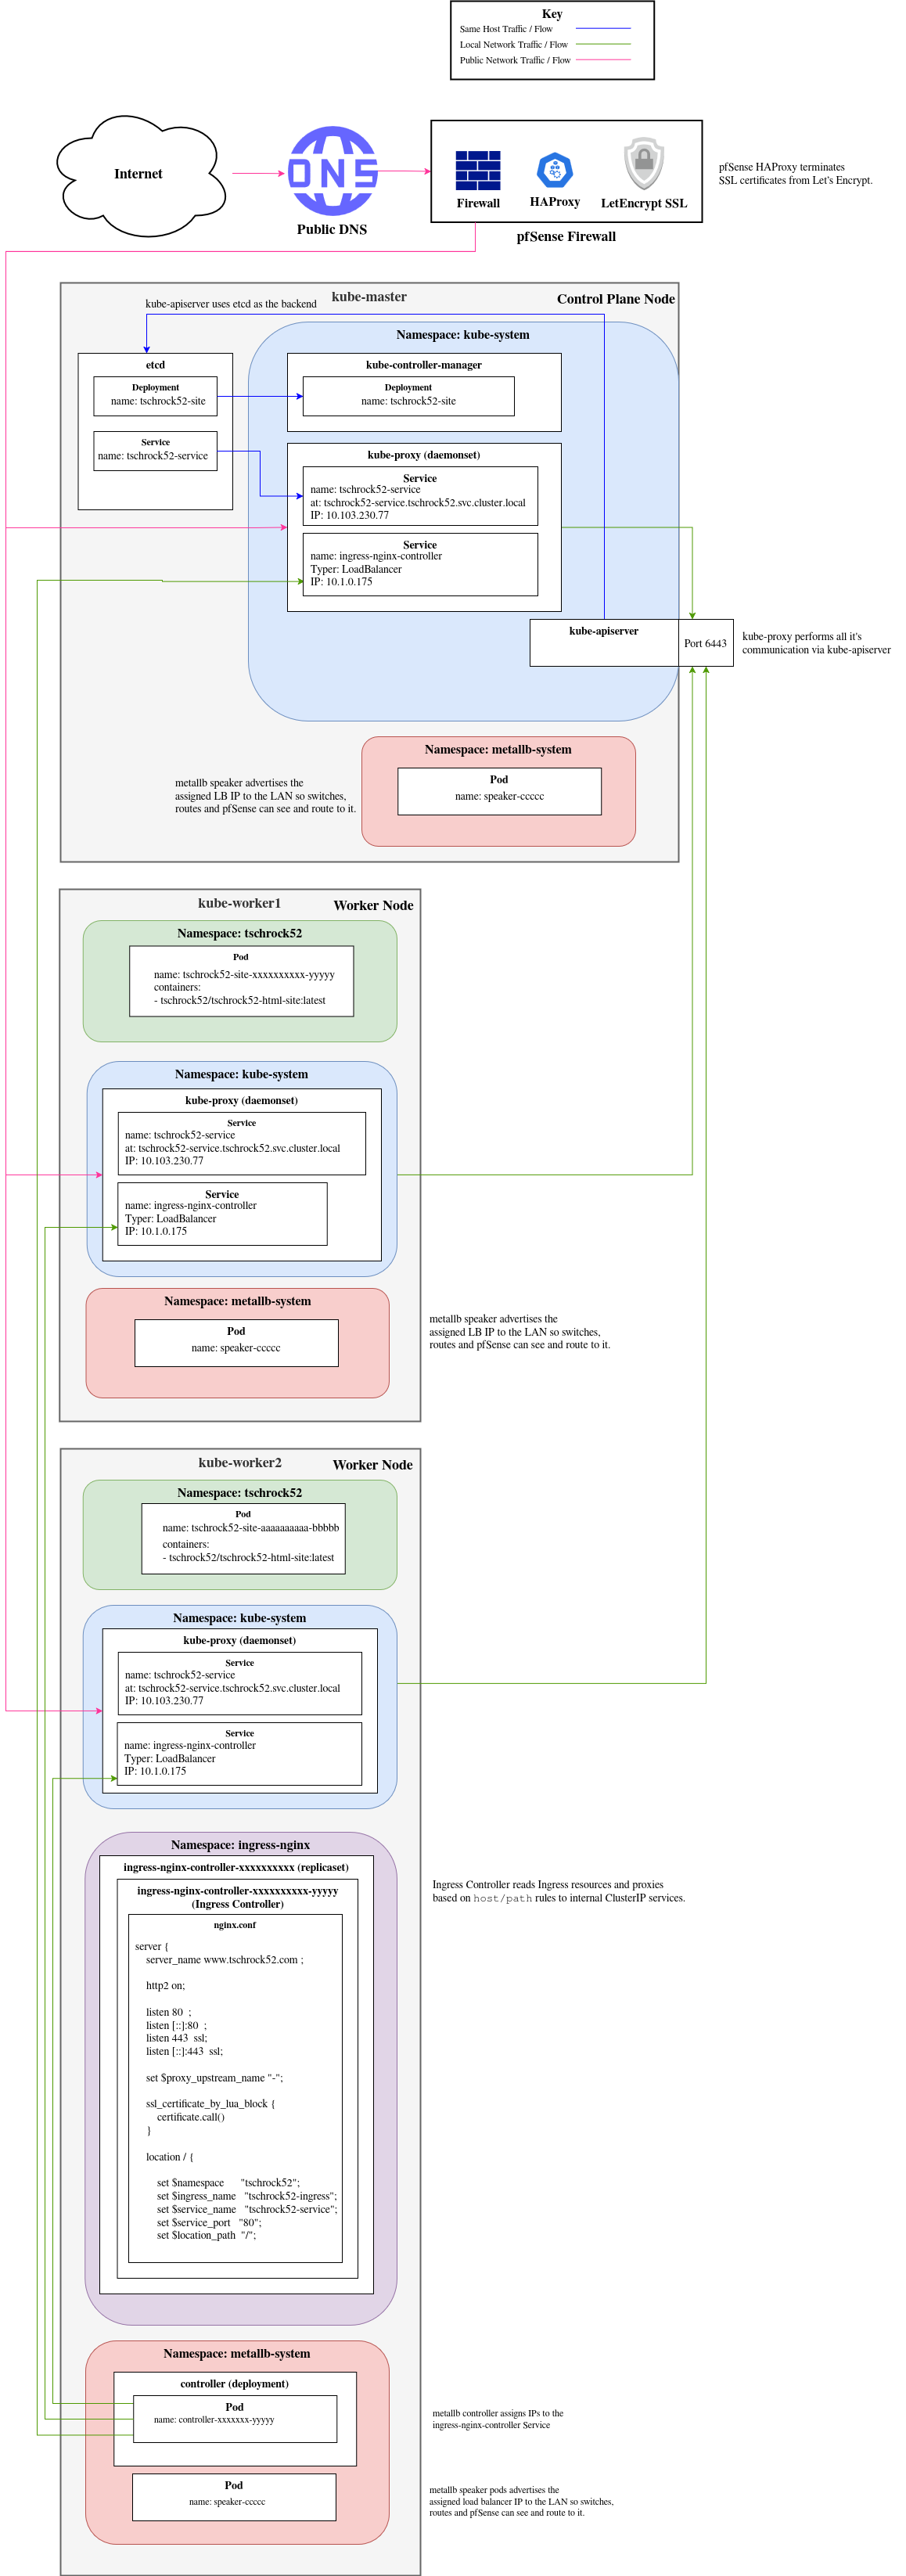 Key
Same Host Traffic / Flow
Local Network Traffic / Flow
Public Network Traffic / Flow
Internet
DNS
Public DNS
Firewall
HAProxy
LetEncrypt SSL
pfSense Firewall
pfSense HAProxy terminates
SSL certificates from Let's Encrypt.
kube-master
Control Plane Node
kube-apiserver uses etcd as the backend
etcd
Deployment
name: tschrock52-site
Service
name: tschrock52-service
Namespace: kube-system
kube-controller-manager
Deployment
name: tschrock52-site
kube-proxy (daemonset)
Service
name: tschrock52-service
at: tschrock52-service.tschrock52.svc.cluster.local
IP: 10.103.230.77
Service
name: ingress-nginx-controller
Typer: LoadBalancer
IP: 10.1.0.175
kube-apiserver
Port 6443
kube-proxy performs all it's
communication via kube-apiserver
Namespace: metallb-system
Pod
name: speaker-ccccc
metallb speaker advertises the
assigned LB IP to the LAN so switches,
routes and pfSense can see and route to it.
kube-worker1
Worker Node
Namespace: tschrock52
Pod
name: tschrock52-site-xxxxxxxxxx-yyyyy
containers:
- tschrock52/tschrock52-html-site:latest
Namespace: kube-system
kube-proxy (daemonset)
Service
name: tschrock52-service
at: tschrock52-service.tschrock52.svc.cluster.local
IP: 10.103.230.77
Service
name: ingress-nginx-controller
Typer: LoadBalancer
IP: 10.1.0.175
Namespace: metallb-system
Pod
name: speaker-ccccc
metallb speaker advertises the
assigned LB IP to the LAN so switches,
routes and pfSense can see and route to it.
kube-worker2
Worker Node
Namespace: tschrock52
Pod
name: tschrock52-site-aaaaaaaaaa-bbbbb
containers:
- tschrock52/tschrock52-html-site:latest
Namespace: kube-system
kube-proxy (daemonset)
Service
name: tschrock52-service
at: tschrock52-service.tschrock52.svc.cluster.local
IP: 10.103.230.77
Service
name: ingress-nginx-controller
Typer: LoadBalancer
IP: 10.1.0.175
Namespace: ingress-nginx
ingress-nginx-controller-xxxxxxxxxx (replicaset)
ingress-nginx-controller-xxxxxxxxxx-yyyyy
(Ingress Controller)
nginx.conf
server {
server_name www.tschrock52.com ;
http2 on;
listen 80  ;
listen [::]:80  ;
listen 443  ssl;
listen [::]:443  ssl;
set $proxy_upstream_name "-";
ssl_certificate_by_lua_block {
certificate.call()
}
location / {
set $namespace      "tschrock52";
set $ingress_name   "tschrock52-ingress";
set $service_name   "tschrock52-service";
set $service_port   "80";
set $location_path  "/";
Ingress Controller reads Ingress resources and proxies
based on host/path rules to internal ClusterIP services.
Namespace: metallb-system
controller (deployment)
Pod
name: controller-xxxxxxx-yyyyy
metallb controller assigns IPs to the
ingress-nginx-controller Service
Pod
name: speaker-ccccc
metallb speaker pods advertises the
assigned load balancer IP to the LAN so switches,
routes and pfSense can see and route to it.